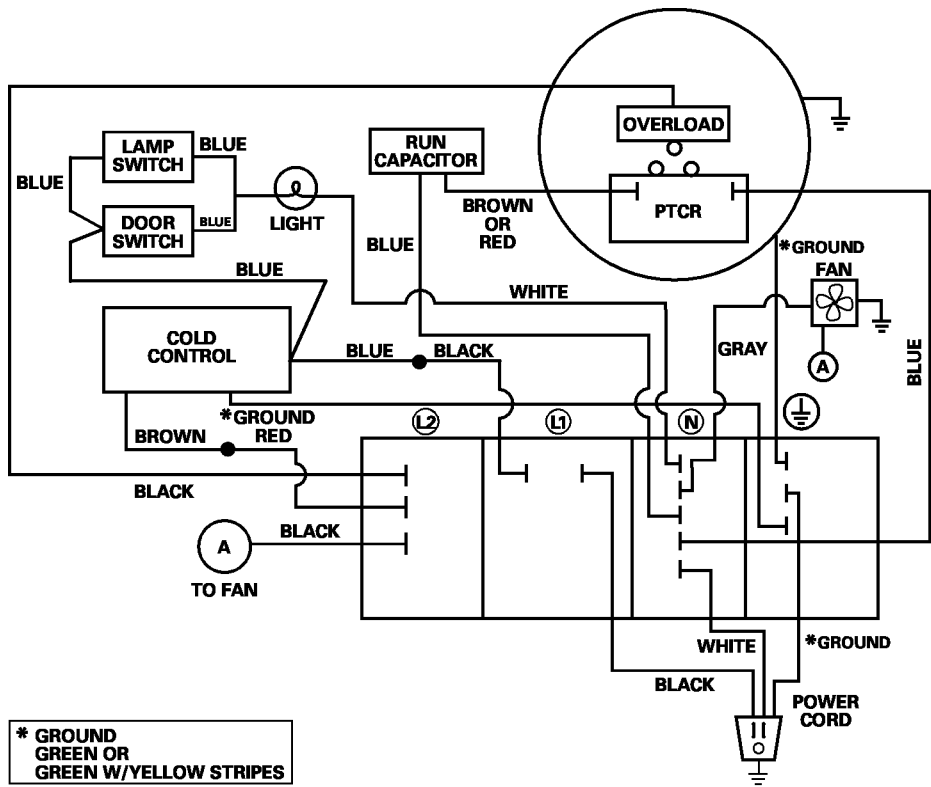 OVERLOAD
LAMP
SWITCH
BLUE
RUN
CAPACITOR
BLUE
PTCR
DOOR
SWITCH
BLUE
LIGHT
BROWN
OR
RED
BLUE
*GROUND
FAN
BLUE
WHITE
COLD
CONTROL
BLUE
BLACK
GRAY
A
BLUE
*GROUND
RED
BROWN
L2
L1
N
BLACK
BLACK
A
TO FAN
WHITE
*GROUND
BLACK
POWER
CORD
* GROUND
GREEN OR
GREEN W/YELLOW STRIPES